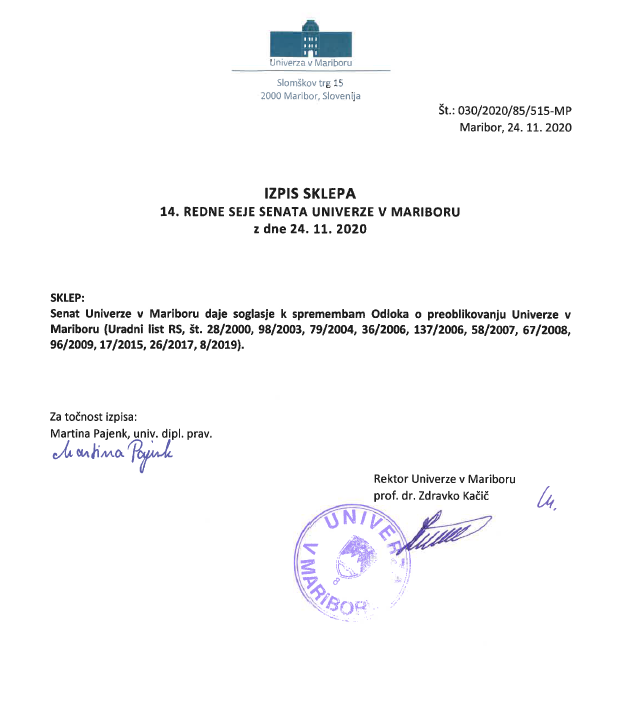 Univerza v Mariboru
Slomškov trg 15
2000 Maribor, Slovenija
Št.: 030/2020/85/515-MP
Maribor, 24. 11. 2020
IZPIS SKLEPA
14. REDNE SEJE SENATA UNIVERZE V MARIBORU
z dne 24. 11. 2020
SKLEP:
Senat Univerze v Mariboru daje soglasje k spremembam Odloka o preoblikovanju Univerze v
Mariboru (Uradni list RS, št. 28/2000, 98/2003, 79/2004, 36/2006, 137/2006, 58/2007, 67/2008,
96/2009, 17/2015, 26/2017, 8/2019).
Za točnost izpisa:
Martina Pajenk, univ. dipl. prav.
Martina Pajenk
Rektor Univerze v Mariboru
prof. dr. Zdravko Kačič
UNIVERZA
V MARIBORU
8